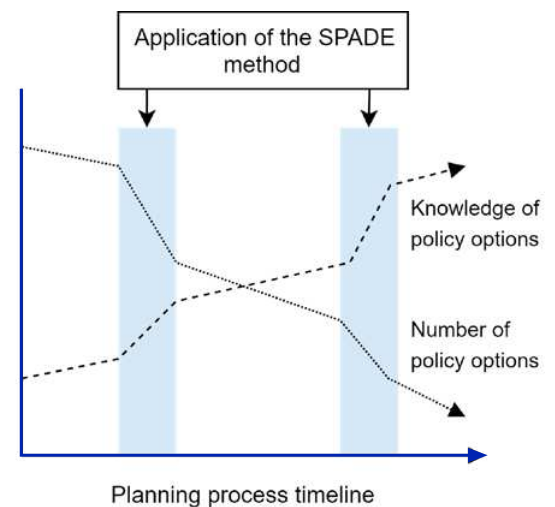 Application of the SPADE
method
Knowledge of
policy options
Number of
policy options
Planning process timeline